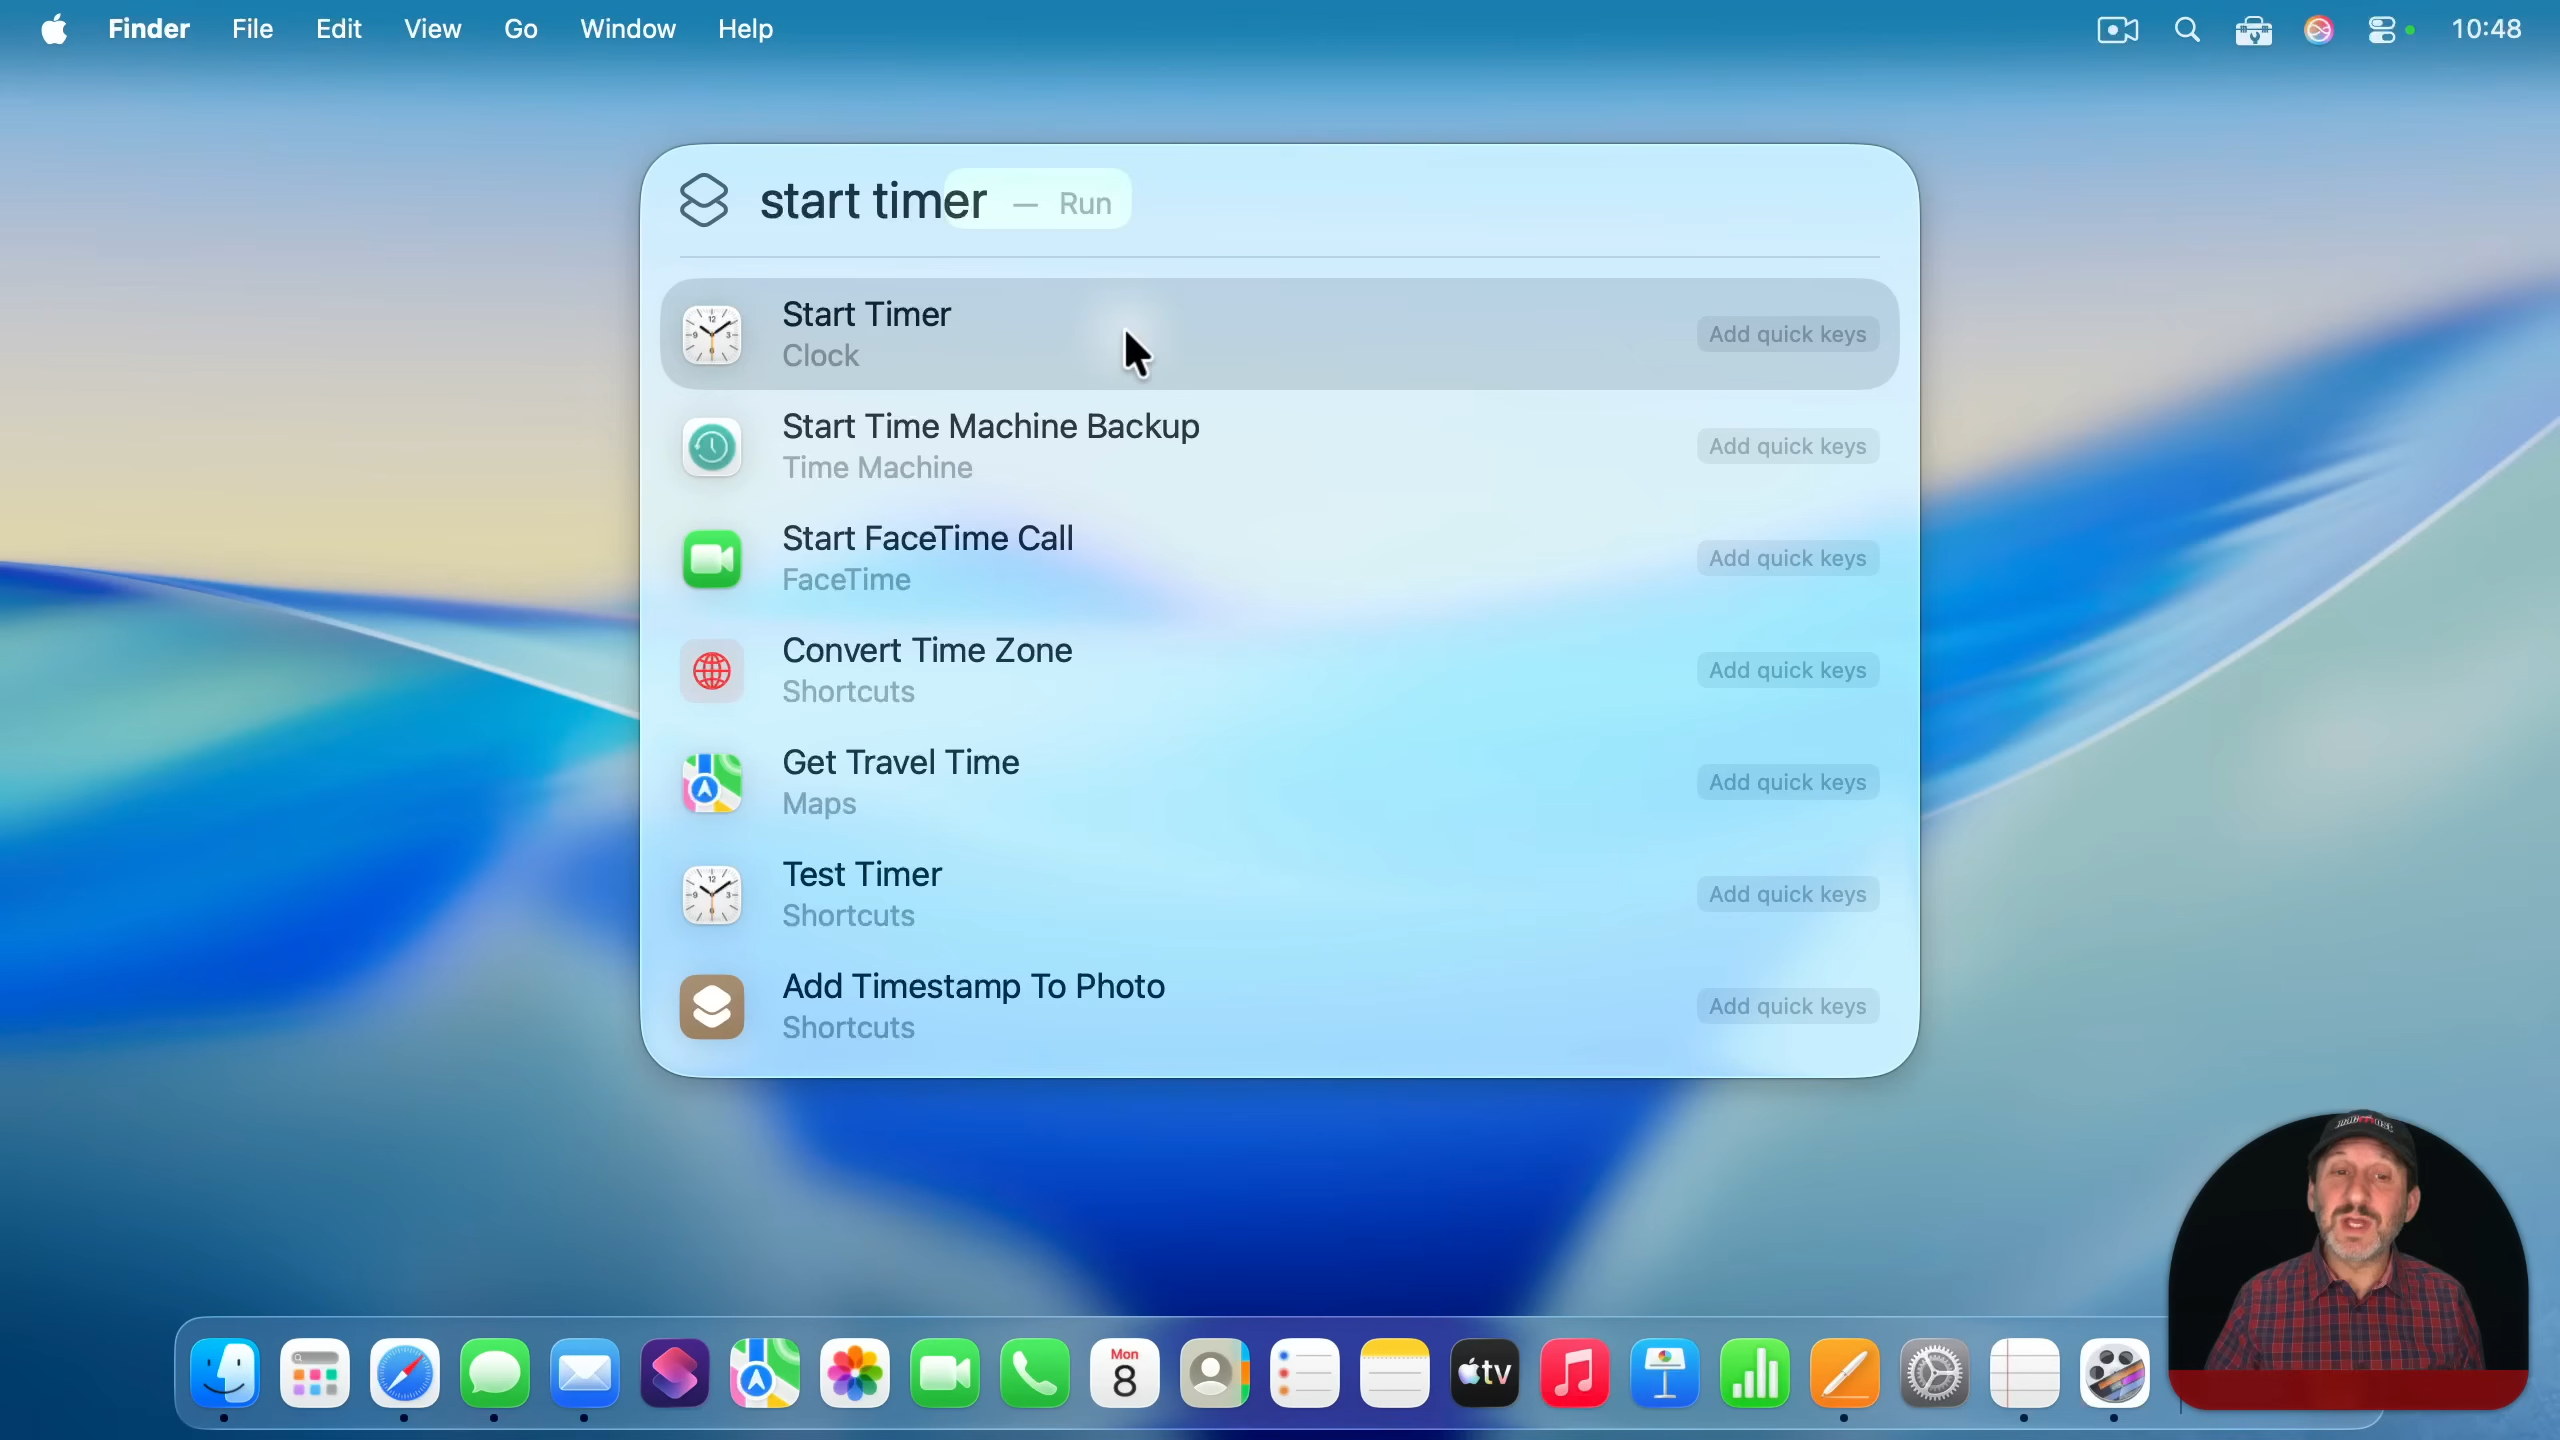 Finder File Edit View Go Window Help 10:48
start timer — Run
Start Timer
Clock
Add quick keys
Start Time Machine Backup
Time Machine
Add quick keys
Start FaceTime Call
FaceTime
Add quick keys
Convert Time Zone
Shortcuts
Add quick keys
Get Travel Time
Maps
Add quick keys
Test Timer
Shortcuts
Add quick keys
Add Timestamp To Photo
Shortcuts
Add quick keys
Mon
8
tv